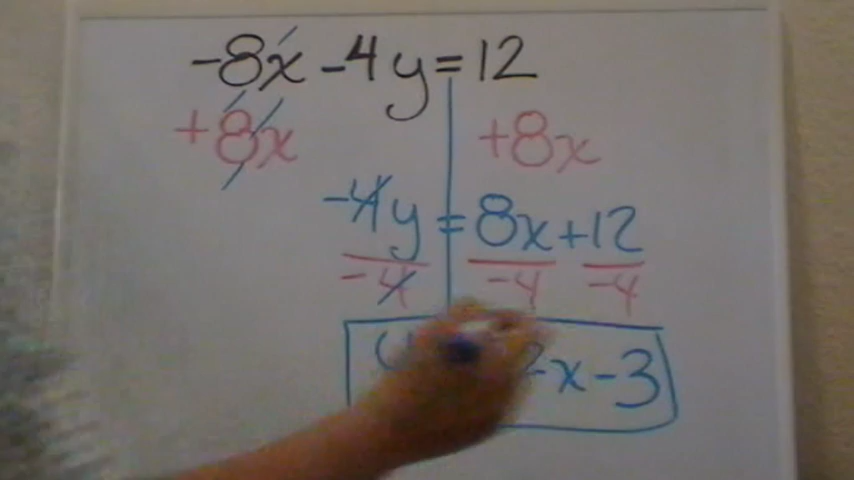 -8x -4y = 12
+8x +8x
-4y = 8x + 12
-4 -4 -4
y 2x - 3